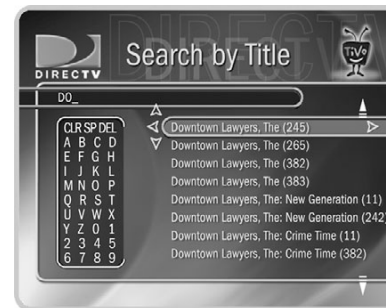 DIRECTV
Search by Title
TiVo
DO_
CLR SP DEL
A B C D
E F G H
I J K L
M N O P
Q R S T
U V W X
Y Z 0 1
2 3 4 5
6 7 8 9
Downtown Lawyers, The (245)
Downtown Lawyers, The (265)
Downtown Lawyers, The (382)
Downtown Lawyers, The (383)
Downtown Lawyers, The: New Generation (11)
Downtown Lawyers, The: New Generation (242)
Downtown Lawyers, The: Crime Time (11)
Downtown Lawyers, The: Crime Time (382)